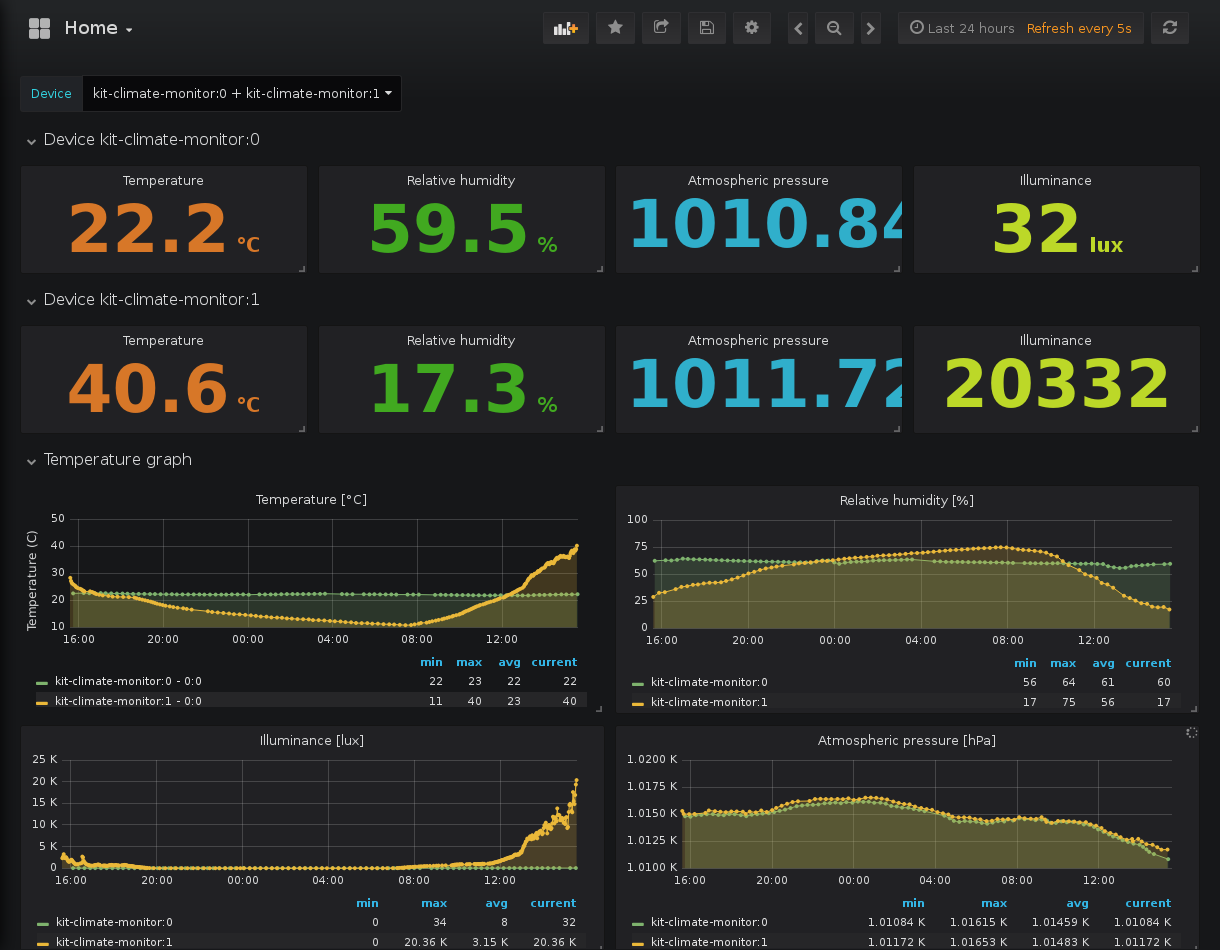 Home
Last 24 hours Refresh every 5s
Device kit-climate-monitor:0 + kit-climate-monitor:1
Device kit-climate-monitor:0
Temperature Relative humidity Atmospheric pressure Illuminance
22.2 °C 59.5 % 1010.84 32 lux
Device kit-climate-monitor:1
Temperature Relative humidity Atmospheric pressure Illuminance
40.6 °C 17.3 % 1011.72 20332
Temperature graph
Temperature [°C]
Temperature (C)
50
40
30
20
10
16:00 20:00 00:00 04:00 08:00 12:00
min max avg current
kit-climate-monitor:0 - 0:0 22 23 22 22
kit-climate-monitor:1 - 0:0 11 40 23 40
Relative humidity [%]
100
75
50
25
0
16:00 20:00 00:00 04:00 08:00 12:00
min max avg current
kit-climate-monitor:0 56 64 61 60
kit-climate-monitor:1 17 75 56 17
Illuminance [lux]
25 K
20 K
15 K
10 K
5 K
0
16:00 20:00 00:00 04:00 08:00 12:00
min max avg current
kit-climate-monitor:0 0 34 8 32
kit-climate-monitor:1 0 20.36 K 3.15 K 20.36 K
Atmospheric pressure [hPa]
1.0200 K
1.0175 K
1.0150 K
1.0125 K
1.0100 K
16:00 20:00 00:00 04:00 08:00 12:00
min max avg current
kit-climate-monitor:0 1.01084 K 1.01615 K 1.01459 K 1.01084 K
kit-climate-monitor:1 1.01172 K 1.01653 K 1.01483 K 1.01172 K